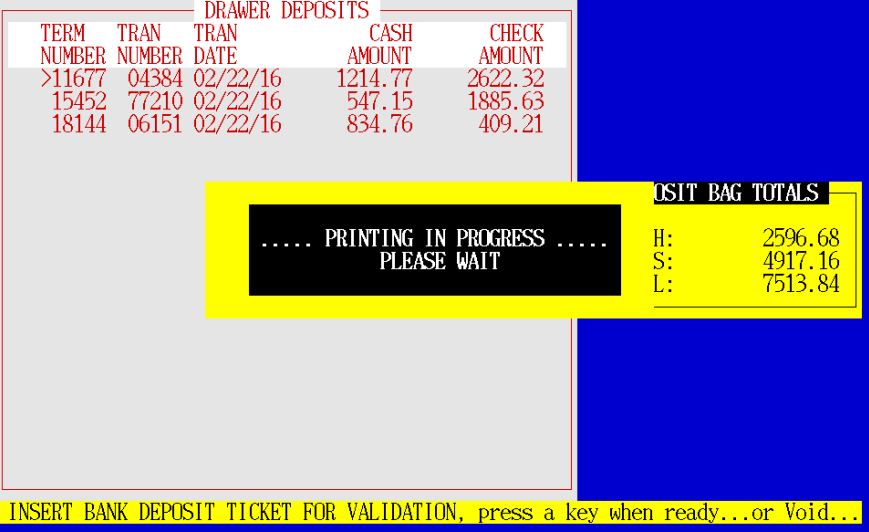 DRAWER DEPOSITS
TERM TRAN TRAN CASH CHECK
NUMBER NUMBER DATE AMOUNT AMOUNT
>11677 04384 02/22/16 1214.77 2622.32
15452 77210 02/22/16 547.15 1885.63
18144 06151 02/22/16 834.76 409.21
OSIT BAG TOTALS
..... PRINTING IN PROGRESS .....
PLEASE WAIT
H: 2596.68
S: 4917.16
L: 7513.84
INSERT BANK DEPOSIT TICKET FOR VALIDATION, press a key when ready...or Void...